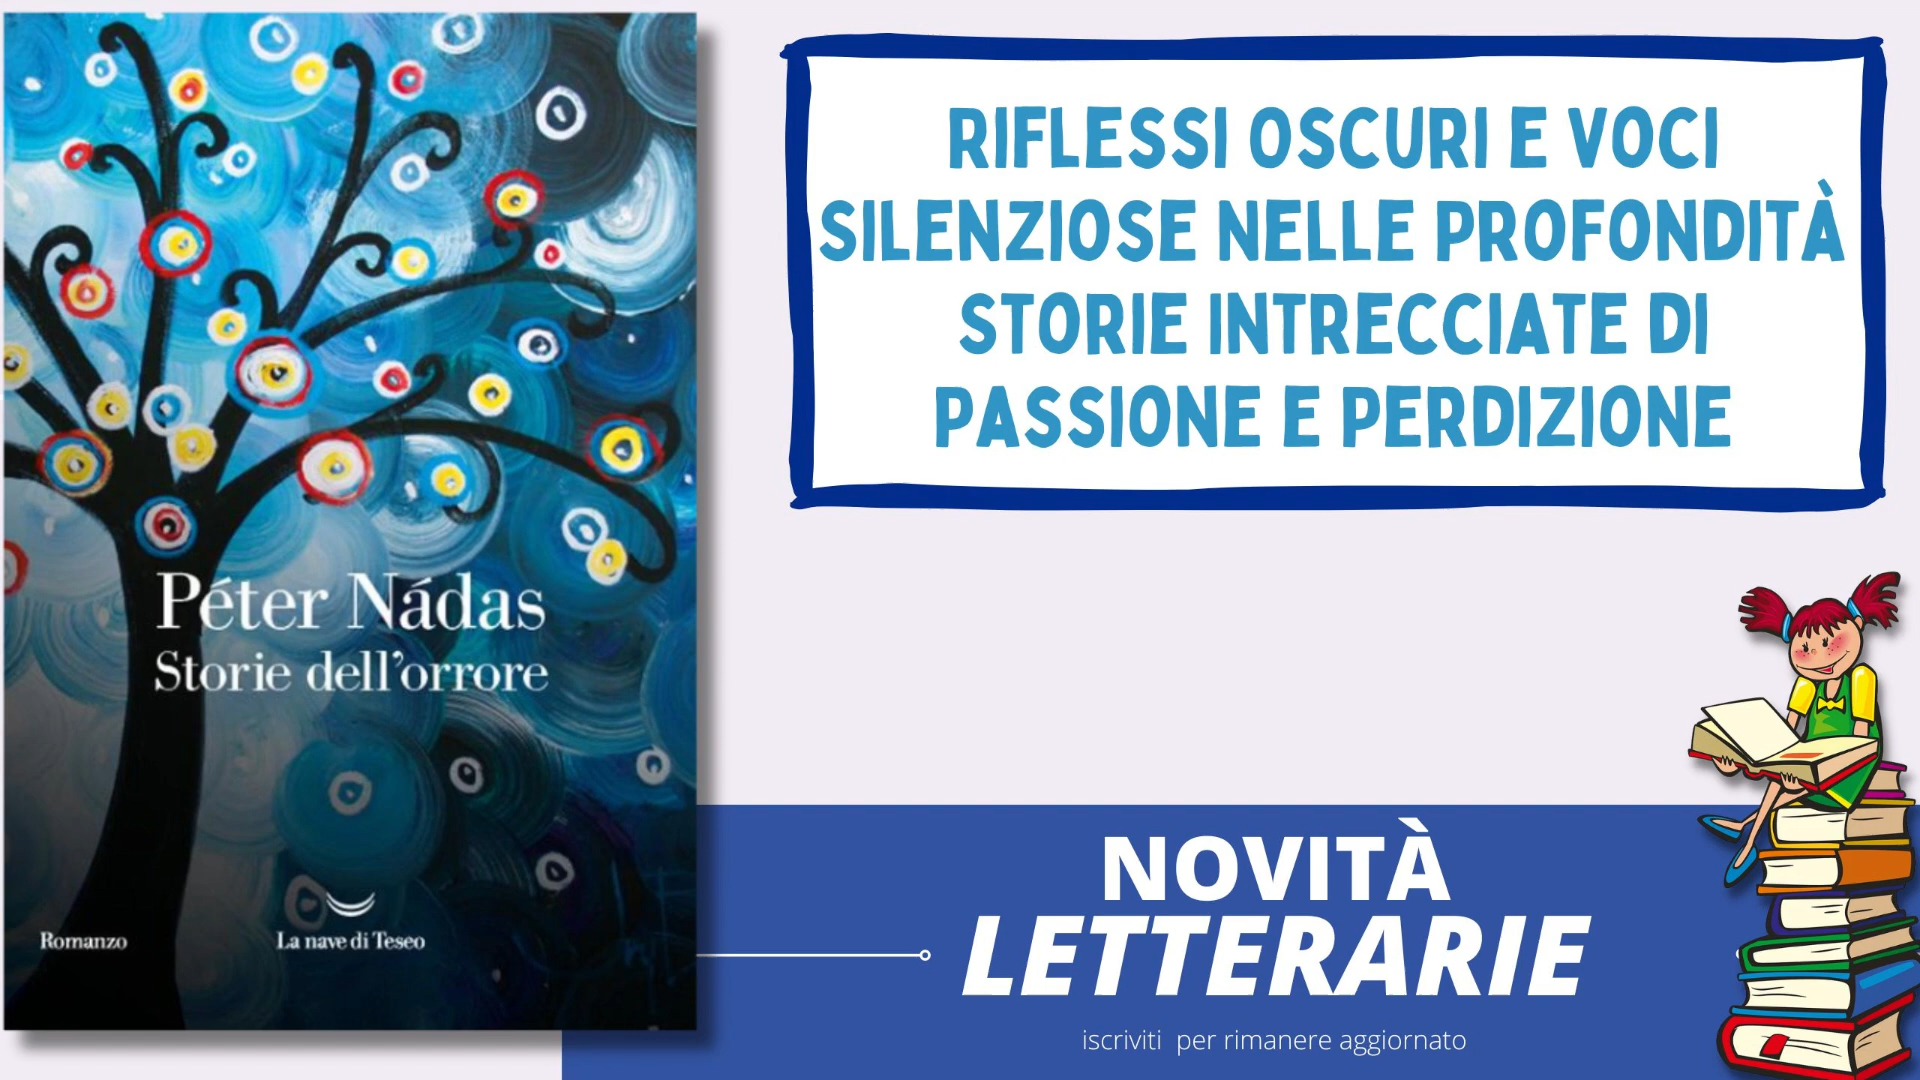 RIFLESSI OSCURI E VOCI
SILENZIOSE NELLE PROFONDITÀ
STORIE INTRECCIATE DI
PASSIONE E PERDIZIONE
Péter Nádas
Storie dell'orrore
Romanzo
La nave di Teseo
NOVITÀ
LETTERARIE
iscriviti per rimanere aggiornato